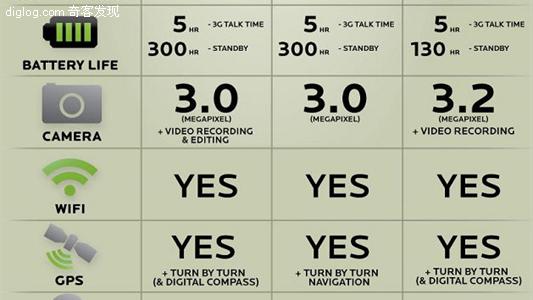 diglog.com 奇客发现
BATTERY LIFE
5 HR - 3G TALK TIME
300 HR - STANDBY
5 HR - 3G TALK TIME
300 HR - STANDBY
5 HR - 3G TALK TIME
130 HR - STANDBY
CAMERA
3.0
(MEGAPIXEL)
+ VIDEO RECORDING
& EDITING
3.0
(MEGAPIXEL)
3.2
(MEGAPIXEL)
+ VIDEO RECORDING
WIFI
YES
YES
YES
GPS
YES
+ TURN BY TURN
(& DIGITAL COMPASS)
YES
+ TURN BY TURN
NAVIGATION
YES
+ TURN BY TURN
(& DIGITAL COMPASS)